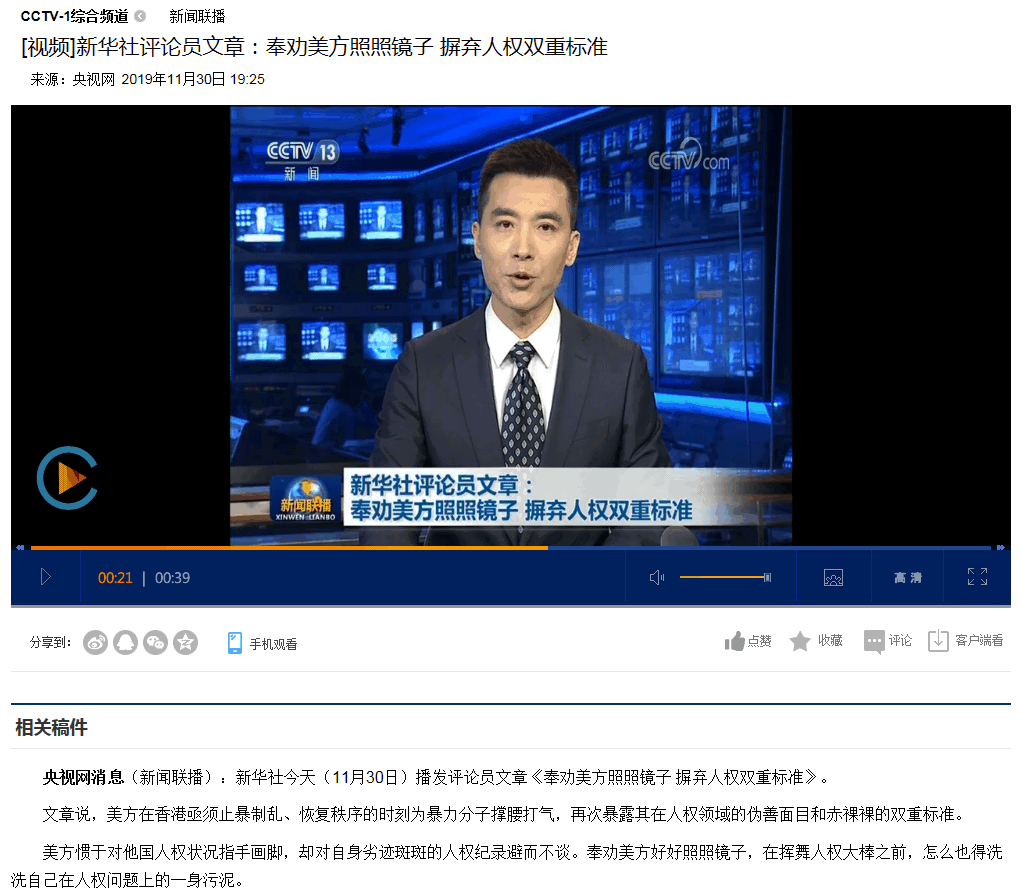 CCTV-1综合频道 新闻联播
[视频]新华社评论员文章：奉劝美方照照镜子 摒弃人权双重标准
来源：央视网 2019年11月30日 19:25
CCTV 13
新闻
CCTV.com
新华社评论员文章：
奉劝美方照照镜子 摒弃人权双重标准
新闻联播
XINWEN LIANBO
00:21 | 00:39
高清
分享到：
手机观看
点赞 收藏 评论 客户端看
相关稿件
央视网消息（新闻联播）：新华社今天（11月30日）播发评论员文章《奉劝美方照照镜子 摒弃人权双重标准》。
文章说，美方在香港亟须止暴制乱、恢复秩序的时刻为暴力分子撑腰打气，再次暴露其在人权领域的伪善面目和赤裸裸的双重标准。
美方惯于对他国人权状况指手画脚，却对自身劣迹斑斑的人权纪录避而不谈。奉劝美方好好照照镜子，在挥舞人权大棒之前，怎么也得洗
洗自己在人权问题上的一身污泥。